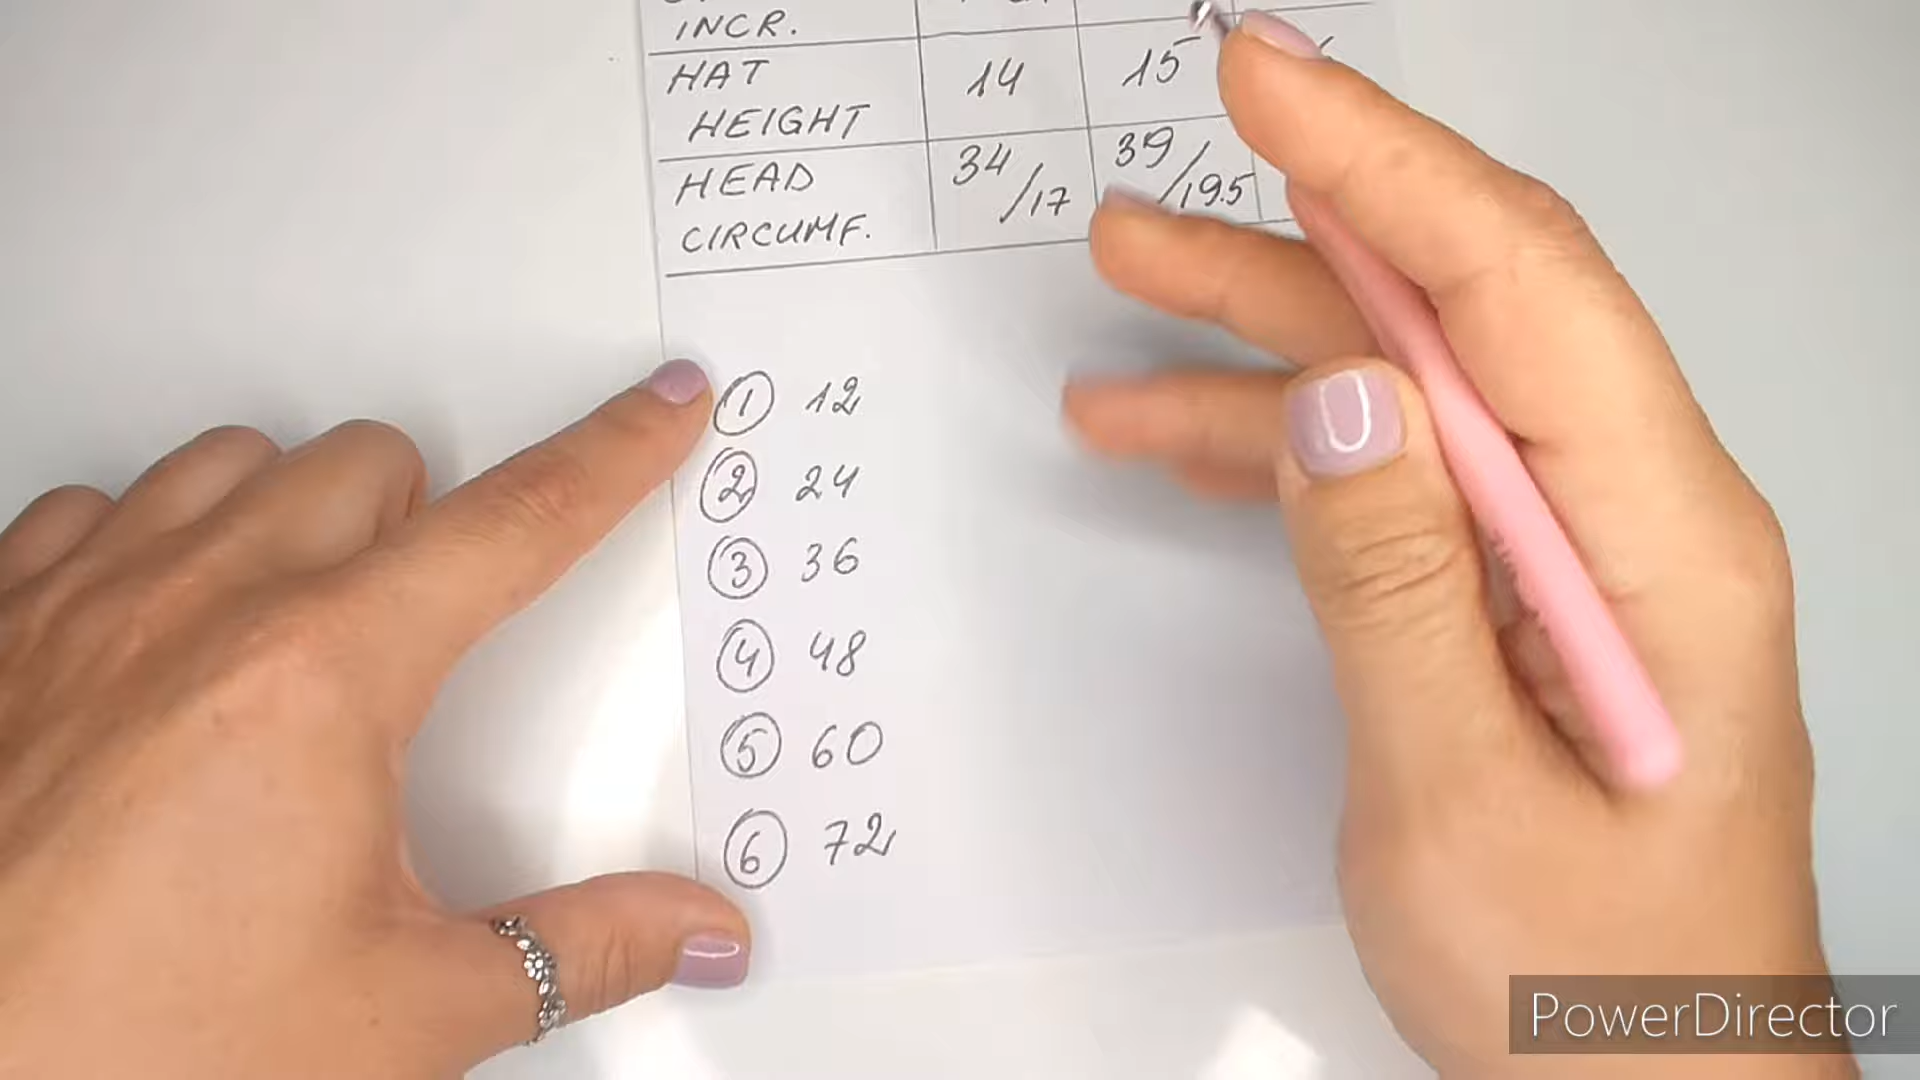 INCR.
HAT HEIGHT 14 15
HEAD CIRCUMF. 34/17 39/19.5
1 12
2 24
3 36
4 48
5 60
6 72
PowerDirector